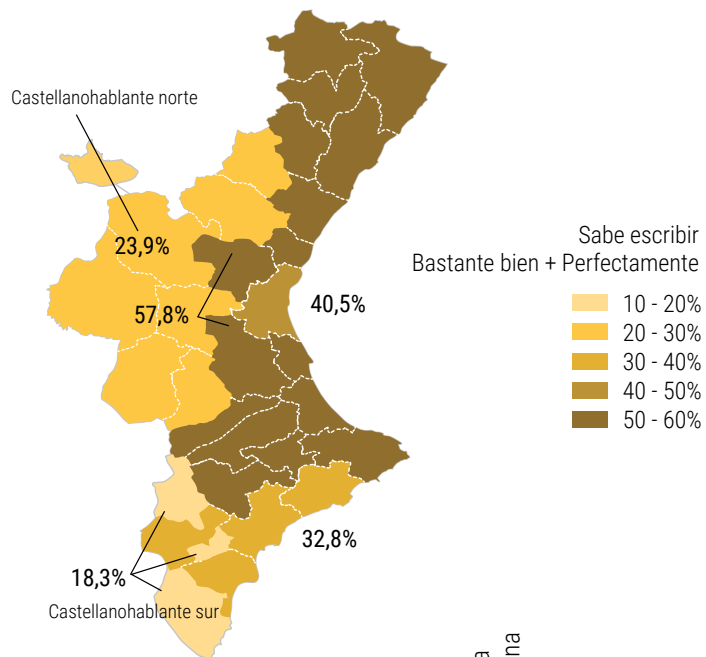 Castellanohablante norte
23,9%
57,8%
40,5%
32,8%
18,3%
Castellanohablante sur
Sabe escribir
Bastante bien + Perfectamente
10 - 20%
20 - 30%
30 - 40%
40 - 50%
50 - 60%